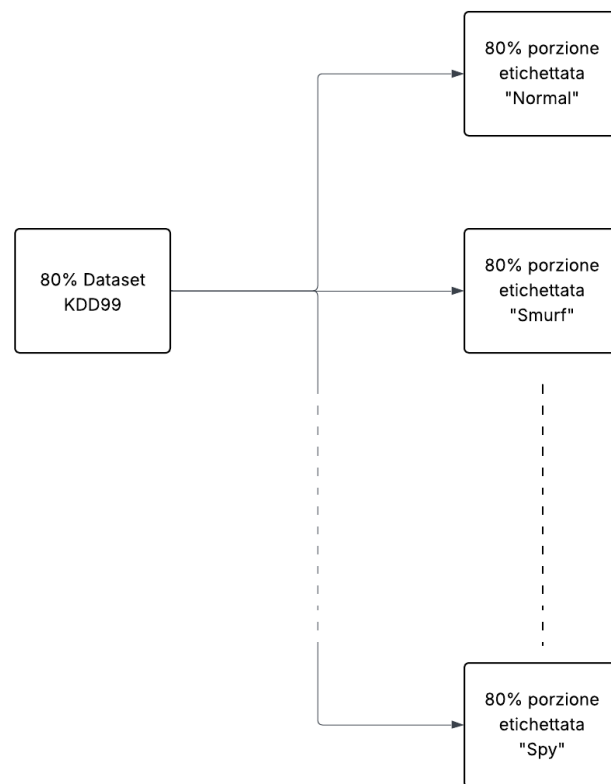 80% porzione
etichettata
"Normal"
80% Dataset
KDD99
80% porzione
etichettata
"Smurf"
80% porzione
etichettata
"Spy"